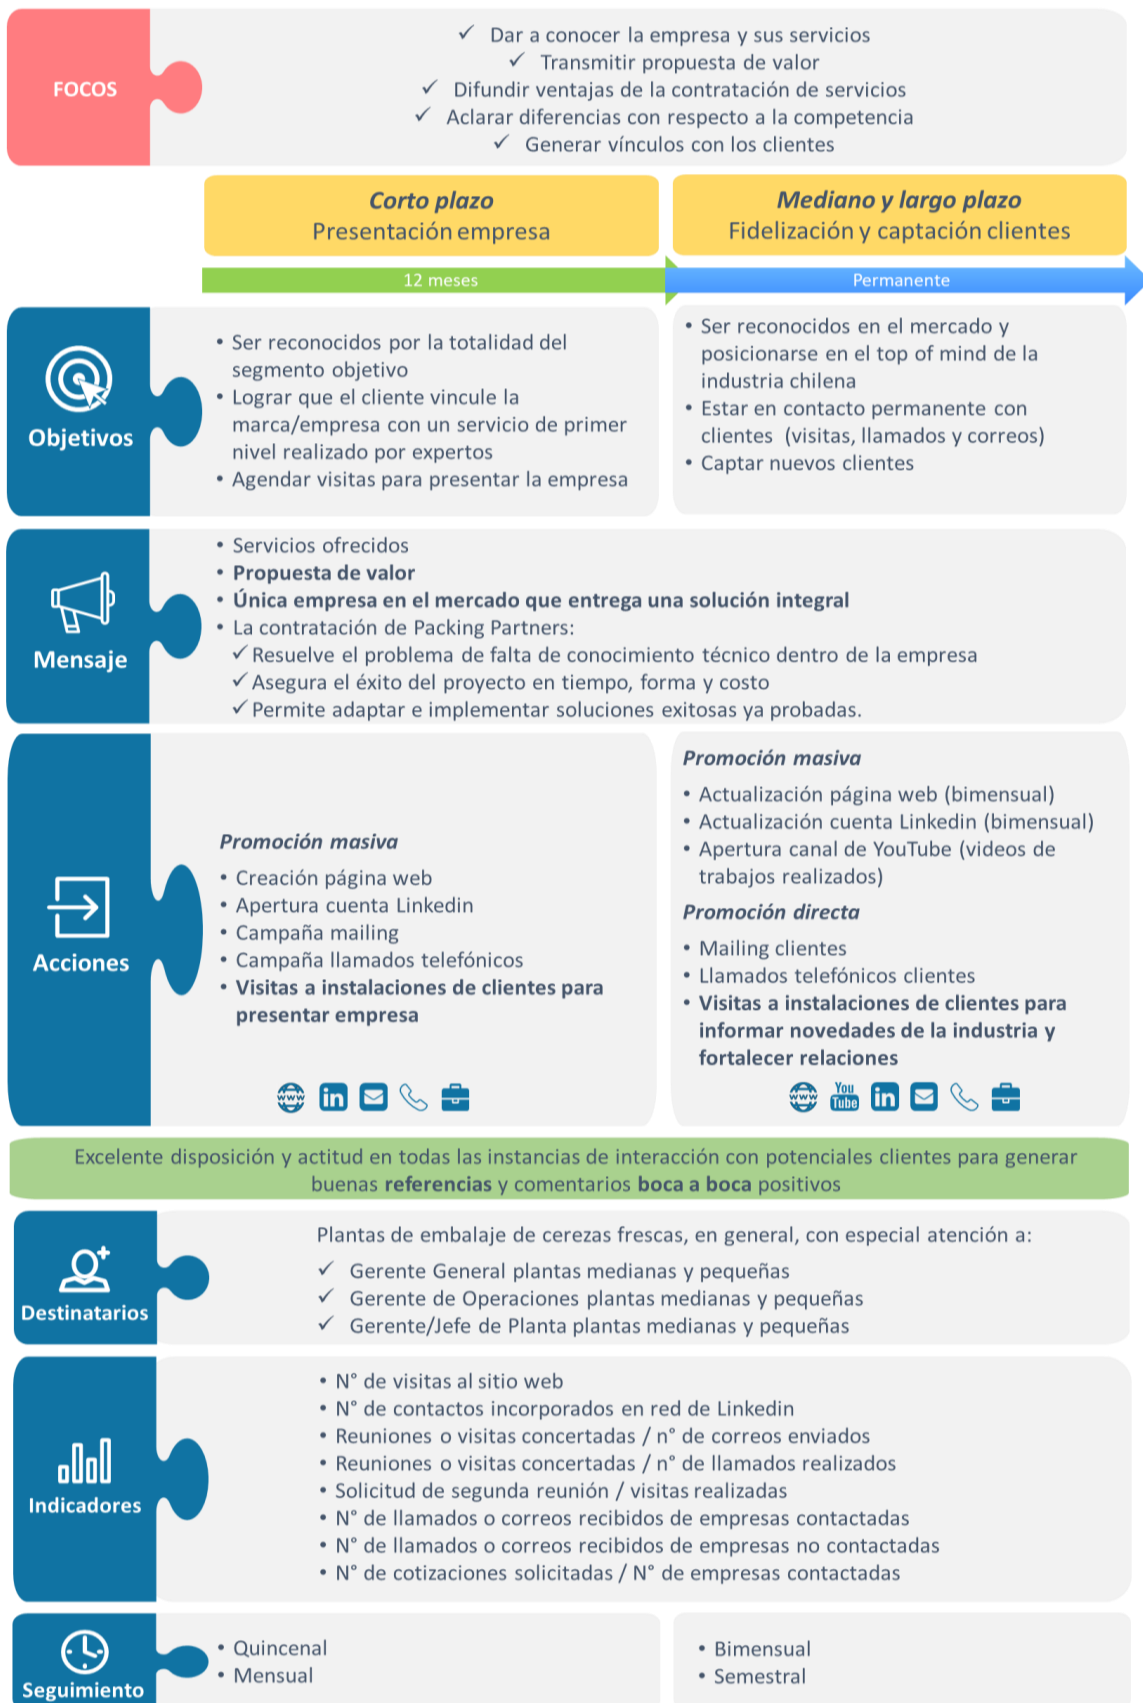 FOCOS
✓ Dar a conocer la empresa y sus servicios
✓ Transmitir propuesta de valor
✓ Difundir ventajas de la contratación de servicios
✓ Aclarar diferencias con respecto a la competencia
✓ Generar vínculos con los clientes
Corto plazo
Presentación empresa
Mediano y largo plazo
Fidelización y captación clientes
12 meses
Permanente
Objetivos
• Ser reconocidos por la totalidad del
segmento objetivo
• Lograr que el cliente vincule la
marca/empresa con un servicio de primer
nivel realizado por expertos
• Agendar visitas para presentar la empresa
• Ser reconocidos en el mercado y
posicionarse en el top of mind de la
industria chilena
• Estar en contacto permanente con
clientes (visitas, llamados y correos)
• Captar nuevos clientes
Mensaje
• Servicios ofrecidos
• Propuesta de valor
• Única empresa en el mercado que entrega una solución integral
• La contratación de Packing Partners:
✓ Resuelve el problema de falta de conocimiento técnico dentro de la empresa
✓ Asegura el éxito del proyecto en tiempo, forma y costo
✓ Permite adaptar e implementar soluciones exitosas ya probadas.
Acciones
Promoción masiva
• Creación página web
• Apertura cuenta Linkedin
• Campaña mailing
• Campaña llamados telefónicos
• Visitas a instalaciones de clientes para
presentar empresa
www in
Promoción masiva
• Actualización página web (bimensual)
• Actualización cuenta Linkedin (bimensual)
• Apertura canal de YouTube (videos de
trabajos realizados)
Promoción directa
• Mailing clientes
• Llamados telefónicos clientes
• Visitas a instalaciones de clientes para
informar novedades de la industria y
fortalecer relaciones
www You Tube in
Excelente disposición y actitud en todas las instancias de interacción con potenciales clientes para generar
buenas referencias y comentarios boca a boca positivos
Destinatarios
Plantas de embalaje de cerezas frescas, en general, con especial atención a:
✓ Gerente General plantas medianas y pequeñas
✓ Gerente de Operaciones plantas medianas y pequeñas
✓ Gerente/Jefe de Planta plantas medianas y pequeñas
Indicadores
• N° de visitas al sitio web
• N° de contactos incorporados en red de Linkedin
• Reuniones o visitas concertadas / n° de correos enviados
• Reuniones o visitas concertadas / n° de llamados realizados
• Solicitud de segunda reunión / visitas realizadas
• N° de llamados o correos recibidos de empresas contactadas
• N° de llamados o correos recibidos de empresas no contactadas
• N° de cotizaciones solicitadas / N° de empresas contactadas
Seguimiento
• Quincenal
• Mensual
• Bimensual
• Semestral